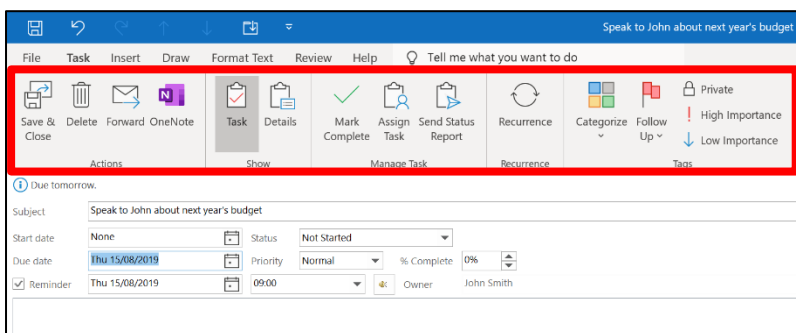 Speak to John about next year's budget
File Task Insert Draw Format Text Review Help Tell me what you want to do
Save & Close Delete Forward OneNote Task Details Mark Complete Assign Task Send Status Report Recurrence Categorize Follow Up Private
High Importance
Low Importance
Actions Show Manage Task Recurrence Tags
Due tomorrow.
Subject Speak to John about next year's budget
Start date None Status Not Started
Due date Thu 15/08/2019 Priority Normal % Complete 0%
Reminder Thu 15/08/2019 09:00 Owner John Smith